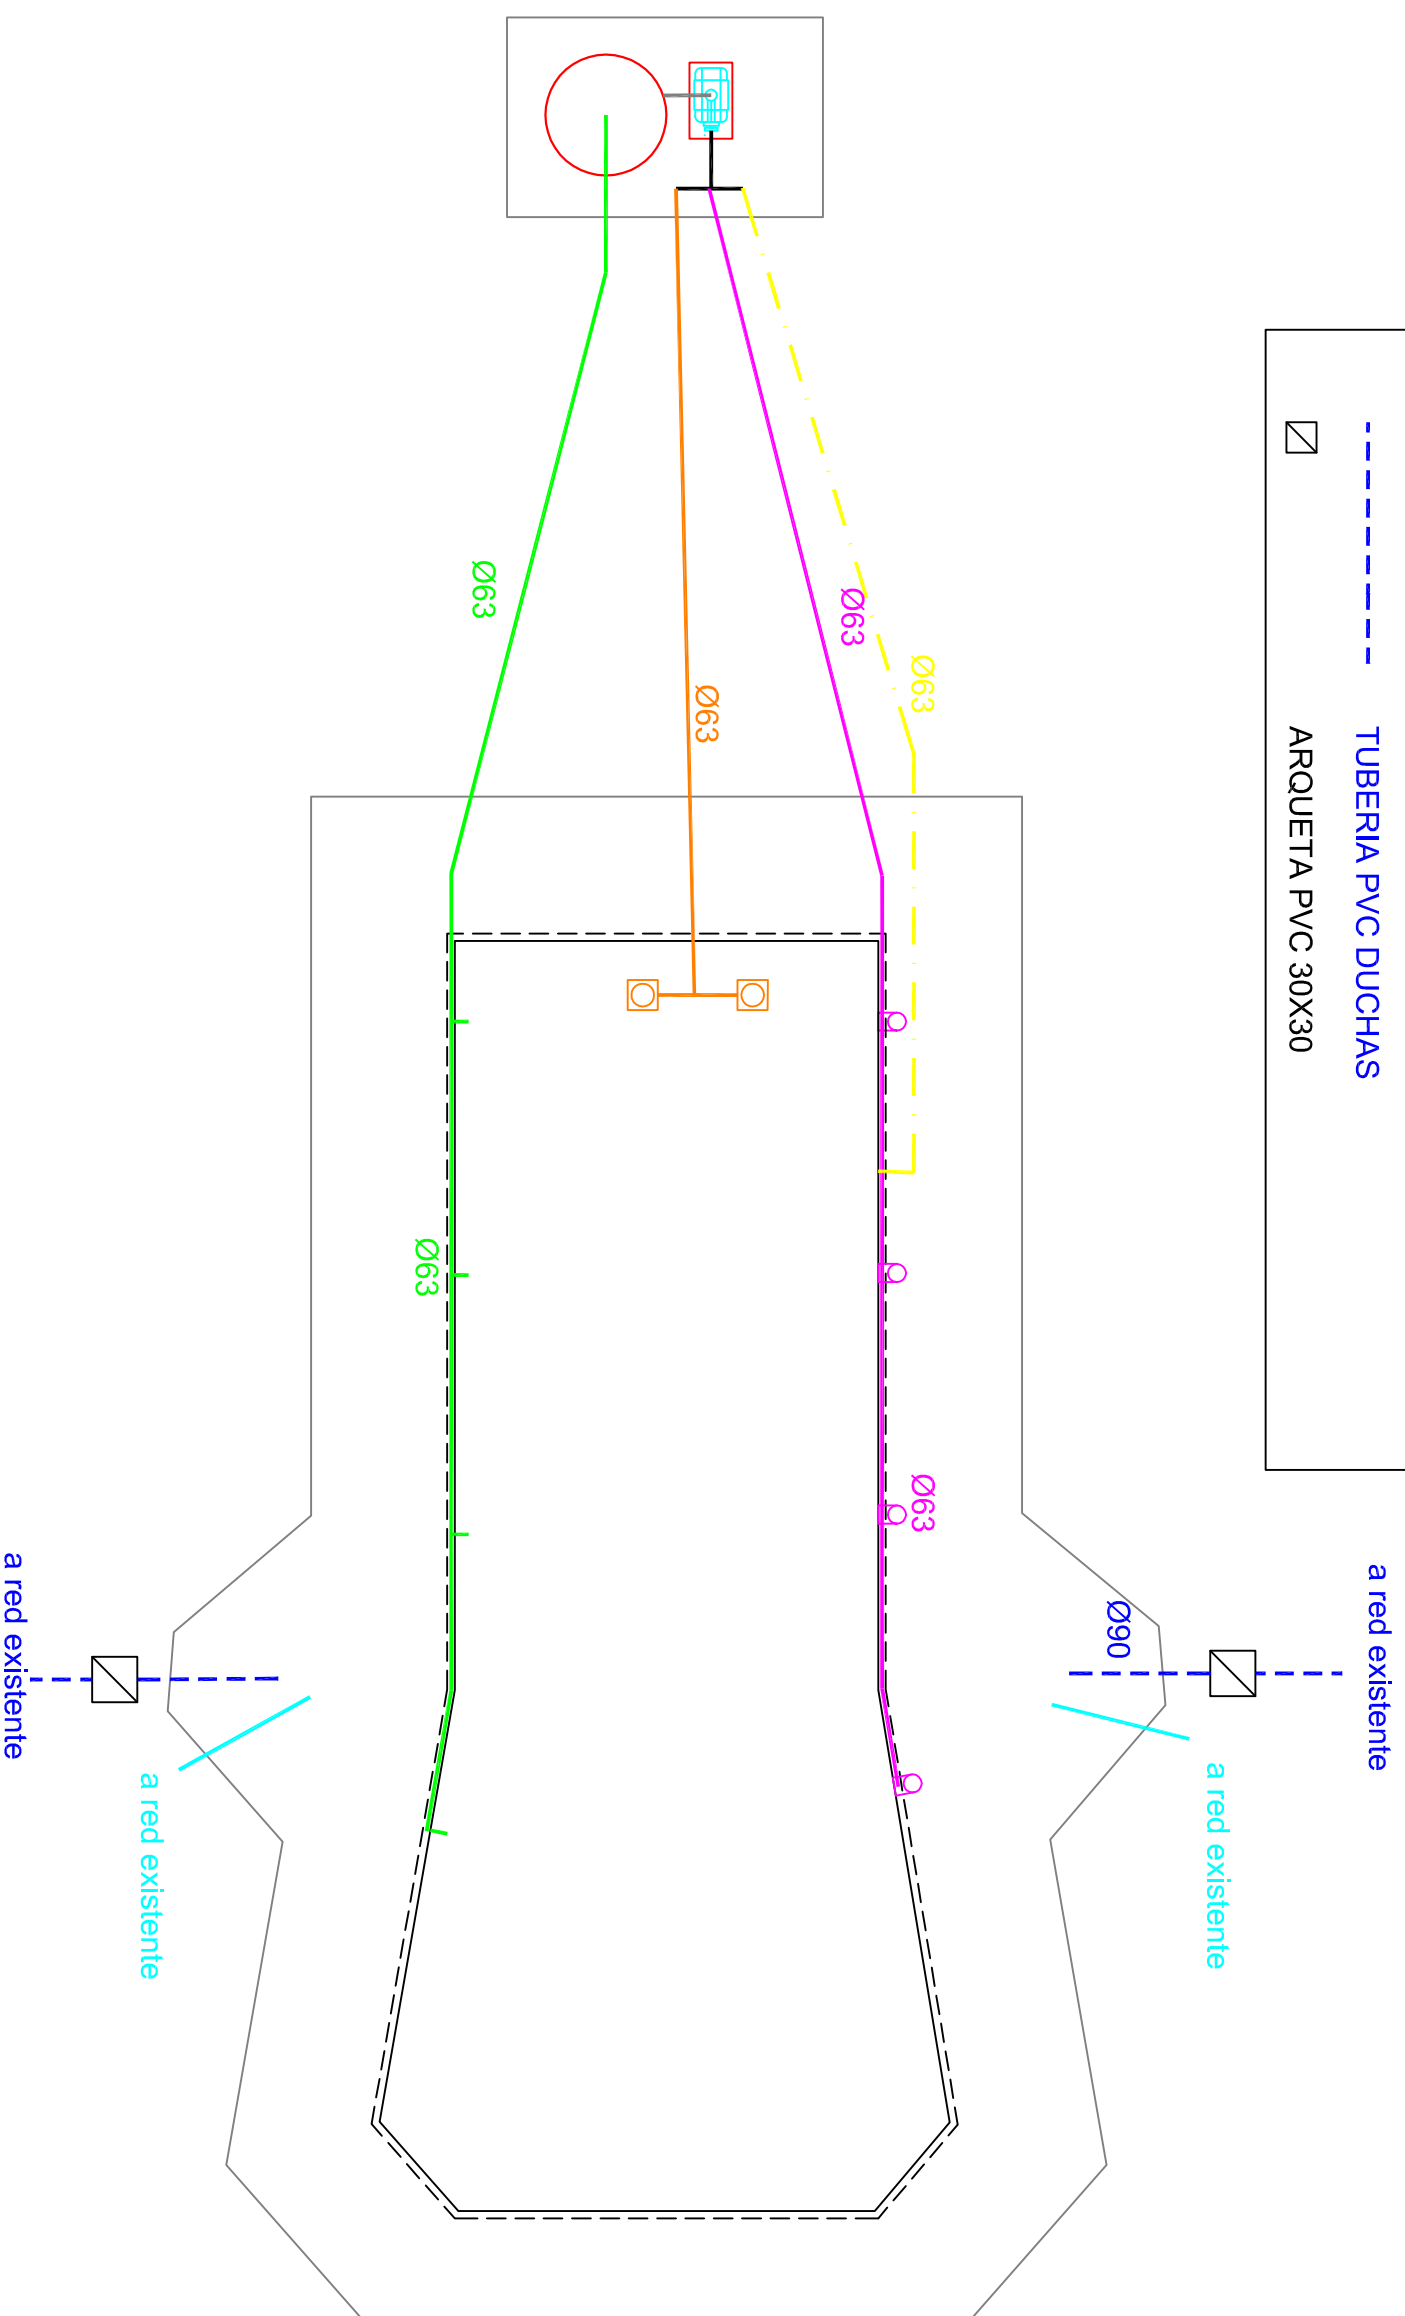 TUBERIA PVC DUCHAS
ARQUETA PVC 30X30
Ø63
Ø63
Ø63
Ø63
Ø63
Ø63
Ø90
a red existente
a red existente
a red existente
a red existente